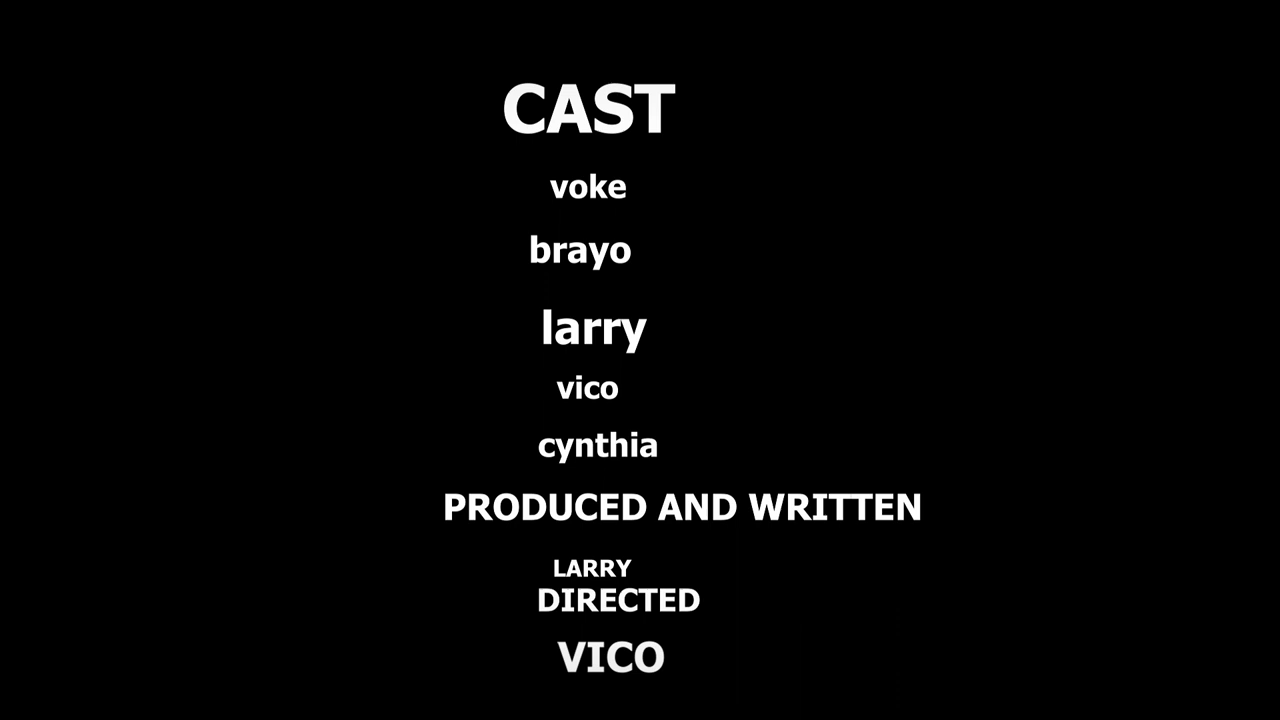 CAST
voke
brayo
larry
vico
cynthia
PRODUCED AND WRITTEN
LARRY
DIRECTED
VICO